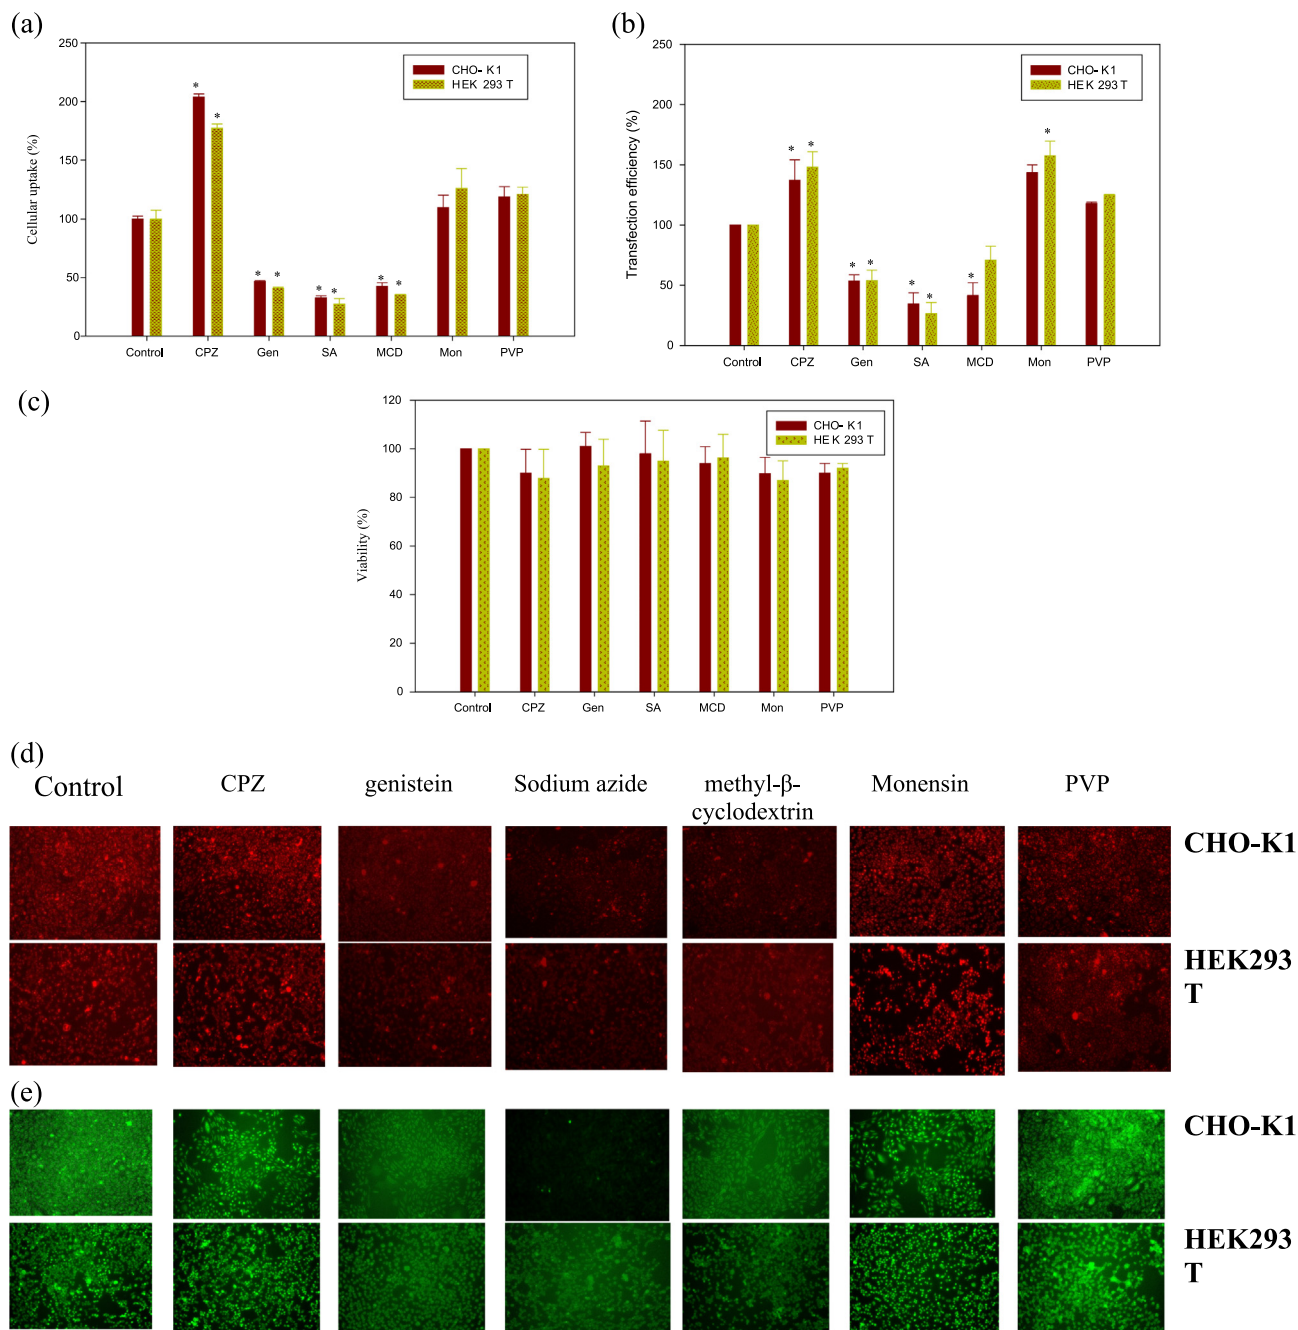 (a)
250
200
150
100
50
0
Cellular uptake (%)
CHO- K1
HEK 293 T
*
*
*
*
*
*
*
*
Control CPZ Gen SA MCD Mon PVP
(b)
250
200
150
100
50
0
Transfection efficiency (%)
CHO- K1
HEK 293 T
*
*
*
*
*
*
*
*
Control CPZ Gen SA MCD Mon PVP
(c)
120
100
80
60
40
20
0
Viability (%)
CHO- K1
HEK 293 T
Control CPZ Gen SA MCD Mon PVP
(d)
Control CPZ genistein Sodium azide methyl-β- Monensin PVP
cyclodextrin
CHO-K1
HEK293
T
(e)
CHO-K1
HEK293
T